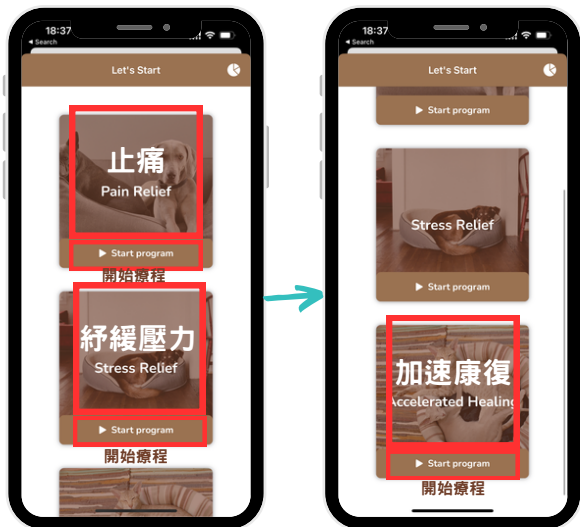 18:37
Search
Let's Start
止痛
Pain Relief
Start program
開始療程
紓緩壓力
Stress Relief
Start program
開始療程
18:37
Search
Let's Start
Start program
Stress Relief
Start program
加速康復
Accelerated Healing
Start program
開始療程